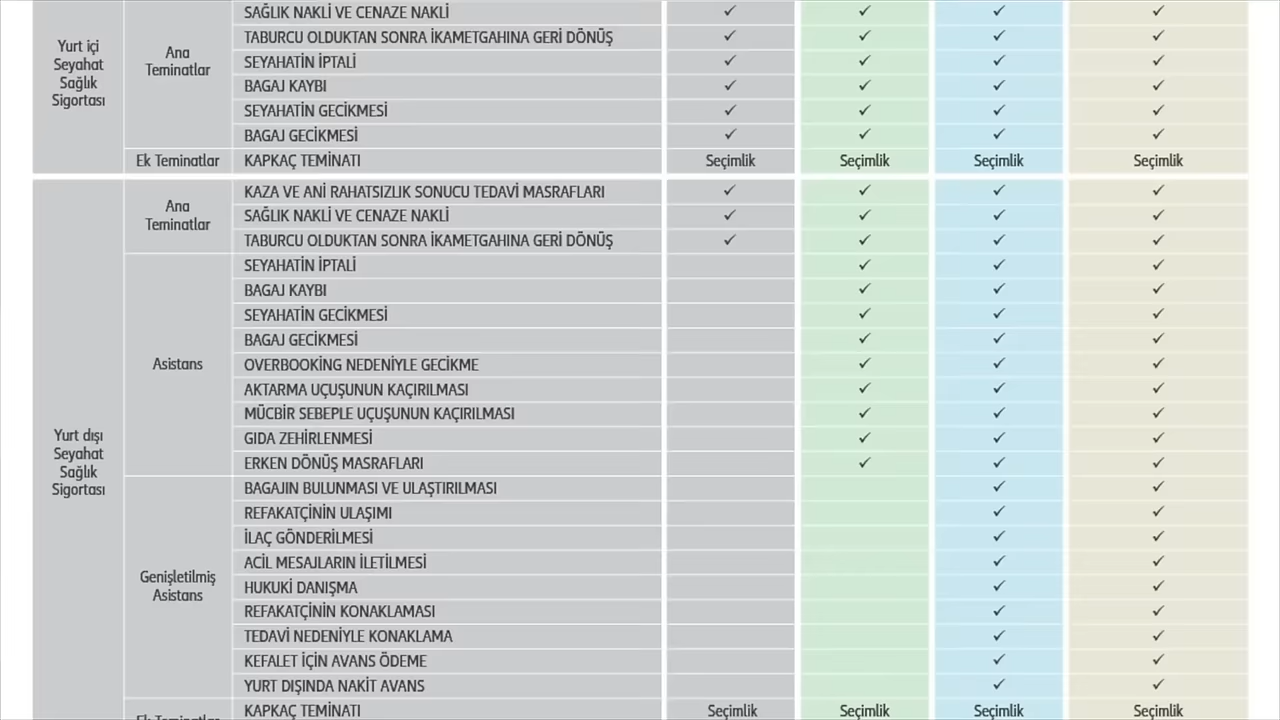 Yurt içi
Seyahat
Sağlık
Sigortası
Ana
Teminatlar
SAĞLIK NAKLİ VE CENAZE NAKLİ ✓ ✓ ✓ ✓
TABURCU OLDUKTAN SONRA İKAMETGAHINA GERİ DÖNÜŞ ✓ ✓ ✓ ✓
SEYAHATİN İPTALİ ✓ ✓ ✓ ✓
BAGAJ KAYBI ✓ ✓ ✓ ✓
SEYAHATİN GECİKMESİ ✓ ✓ ✓ ✓
BAGAJ GECİKMESİ ✓ ✓ ✓ ✓
Ek Teminatlar KAPKAÇ TEMİNATI Seçimlik Seçimlik Seçimlik Seçimlik
Yurt dışı
Seyahat
Sağlık
Sigortası
Ana
Teminatlar
KAZA VE ANİ RAHATSIZLIK SONUCU TEDAVİ MASRAFLARI ✓ ✓ ✓ ✓
SAĞLIK NAKLİ VE CENAZE NAKLİ ✓ ✓ ✓ ✓
TABURCU OLDUKTAN SONRA İKAMETGAHINA GERİ DÖNÜŞ ✓ ✓ ✓ ✓
Asistans
SEYAHATİN İPTALİ ✓ ✓ ✓
BAGAJ KAYBI ✓ ✓ ✓
SEYAHATİN GECİKMESİ ✓ ✓ ✓
BAGAJ GECİKMESİ ✓ ✓ ✓
OVERBOOKİNG NEDENİYLE GECİKME ✓ ✓ ✓
AKTARMA UÇUŞUNUN KAÇIRILMASI ✓ ✓ ✓
MÜCBİR SEBEPLE UÇUŞUNUN KAÇIRILMASI ✓ ✓ ✓
GIDA ZEHİRLENMESİ ✓ ✓ ✓
ERKEN DÖNÜŞ MASRAFLARI ✓ ✓ ✓
Genişletilmiş
Asistans
BAGAJIN BULUNMASI VE ULAŞTIRILMASI ✓ ✓
REFAKATÇİNİN ULAŞIMI ✓ ✓
İLAÇ GÖNDERİLMESİ ✓ ✓
ACİL MESAJLARIN İLETİLMESİ ✓ ✓
HUKUKİ DANIŞMA ✓ ✓
REFAKATÇİNİN KONAKLAMASI ✓ ✓
TEDAVİ NEDENİYLE KONAKLAMA ✓ ✓
KEFALET İÇİN AVANS ÖDEME ✓ ✓
YURT DIŞINDA NAKİT AVANS ✓ ✓
Ek Teminatlar
KAPKAÇ TEMİNATI Seçimlik Seçimlik Seçimlik Seçimlik